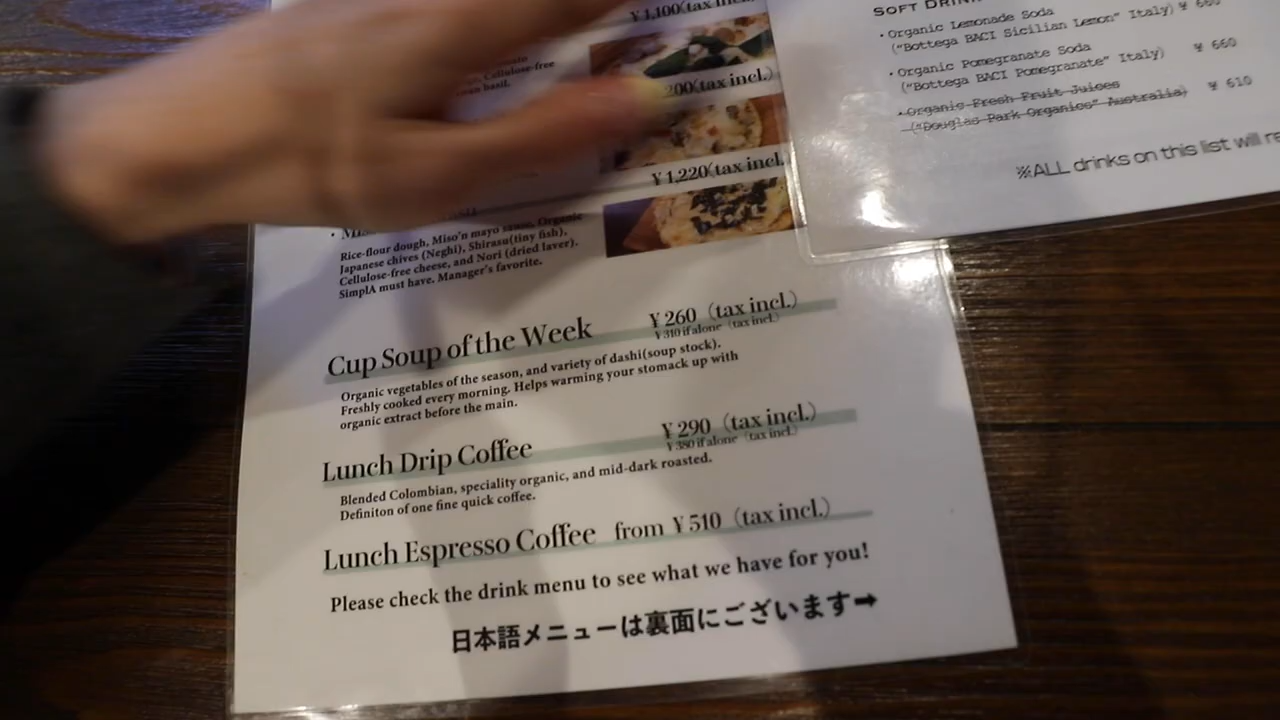 ¥1,100(tax incl.
Cellulose-free
basil.
200(tax incl.)
¥1,220(tax incl.
Rice-flour dough, Miso'n mayo sauce, Organic
Japanese chives (Neghi), Shirasu(tiny fish),
Cellulose-free cheese, and Nori (dried laver).
SimplA must have. Manager's favorite.
Cup Soup of the Week ¥260 (tax incl.)
¥310 if alone (tax incl.)
Organic vegetables of the season, and variety of dashi(soup stock).
Freshly cooked every morning. Helps warming your stomack up with
organic extract before the main.
Lunch Drip Coffee ¥290 (tax incl.)
¥380 if alone (tax incl.)
Blended Colombian, speciality organic, and mid-dark roasted.
Definiton of one fine quick coffee.
Lunch Espresso Coffee from ¥510 (tax incl.)
Please check the drink menu to see what we have for you!
日本語メニューは裏面にございます➡
SOFT DRIN
・Organic Lemonade Soda
("Bottega BACI Sicilian Lemon" Italy) ¥ 660
・Organic Pomegranate Soda
("Bottega BACI Pomegranate" Italy) ¥ 660
・Organic Fresh Fruit Juices
("Douglas Park Organics" Australia) ¥ 610
※ALL drinks on this list will re